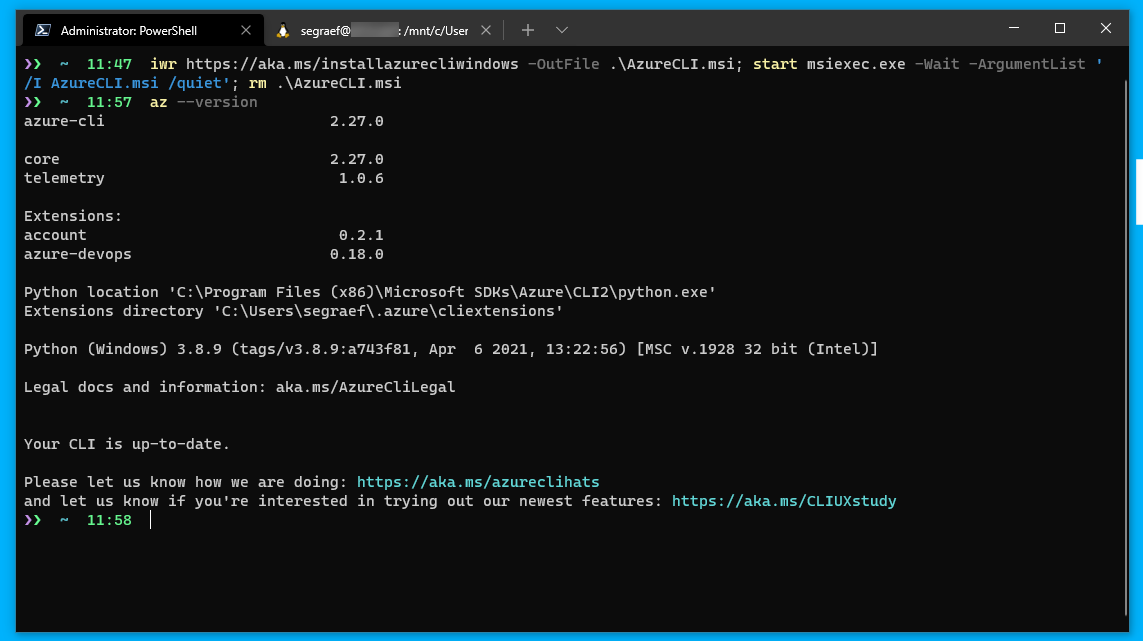 Administrator: PowerShell
segraef@ : /mnt/c/User
❯❯ ~ 11:47 iwr https://aka.ms/installazurecliwindows -OutFile .\AzureCLI.msi; start msiexec.exe -Wait -ArgumentList '
/I AzureCLI.msi /quiet'; rm .\AzureCLI.msi
❯❯ ~ 11:57 az --version
azure-cli 2.27.0
core 2.27.0
telemetry 1.0.6
Extensions:
account 0.2.1
azure-devops 0.18.0
Python location 'C:\Program Files (x86)\Microsoft SDKs\Azure\CLI2\python.exe'
Extensions directory 'C:\Users\segraef\.azure\cliextensions'
Python (Windows) 3.8.9 (tags/v3.8.9:a743f81, Apr  6 2021, 13:22:56) [MSC v.1928 32 bit (Intel)]
Legal docs and information: aka.ms/AzureCliLegal
Your CLI is up-to-date.
Please let us know how we are doing: https://aka.ms/azureclihats
and let us know if you're interested in trying out our newest features: https://aka.ms/CLIUXstudy
❯❯ ~ 11:58